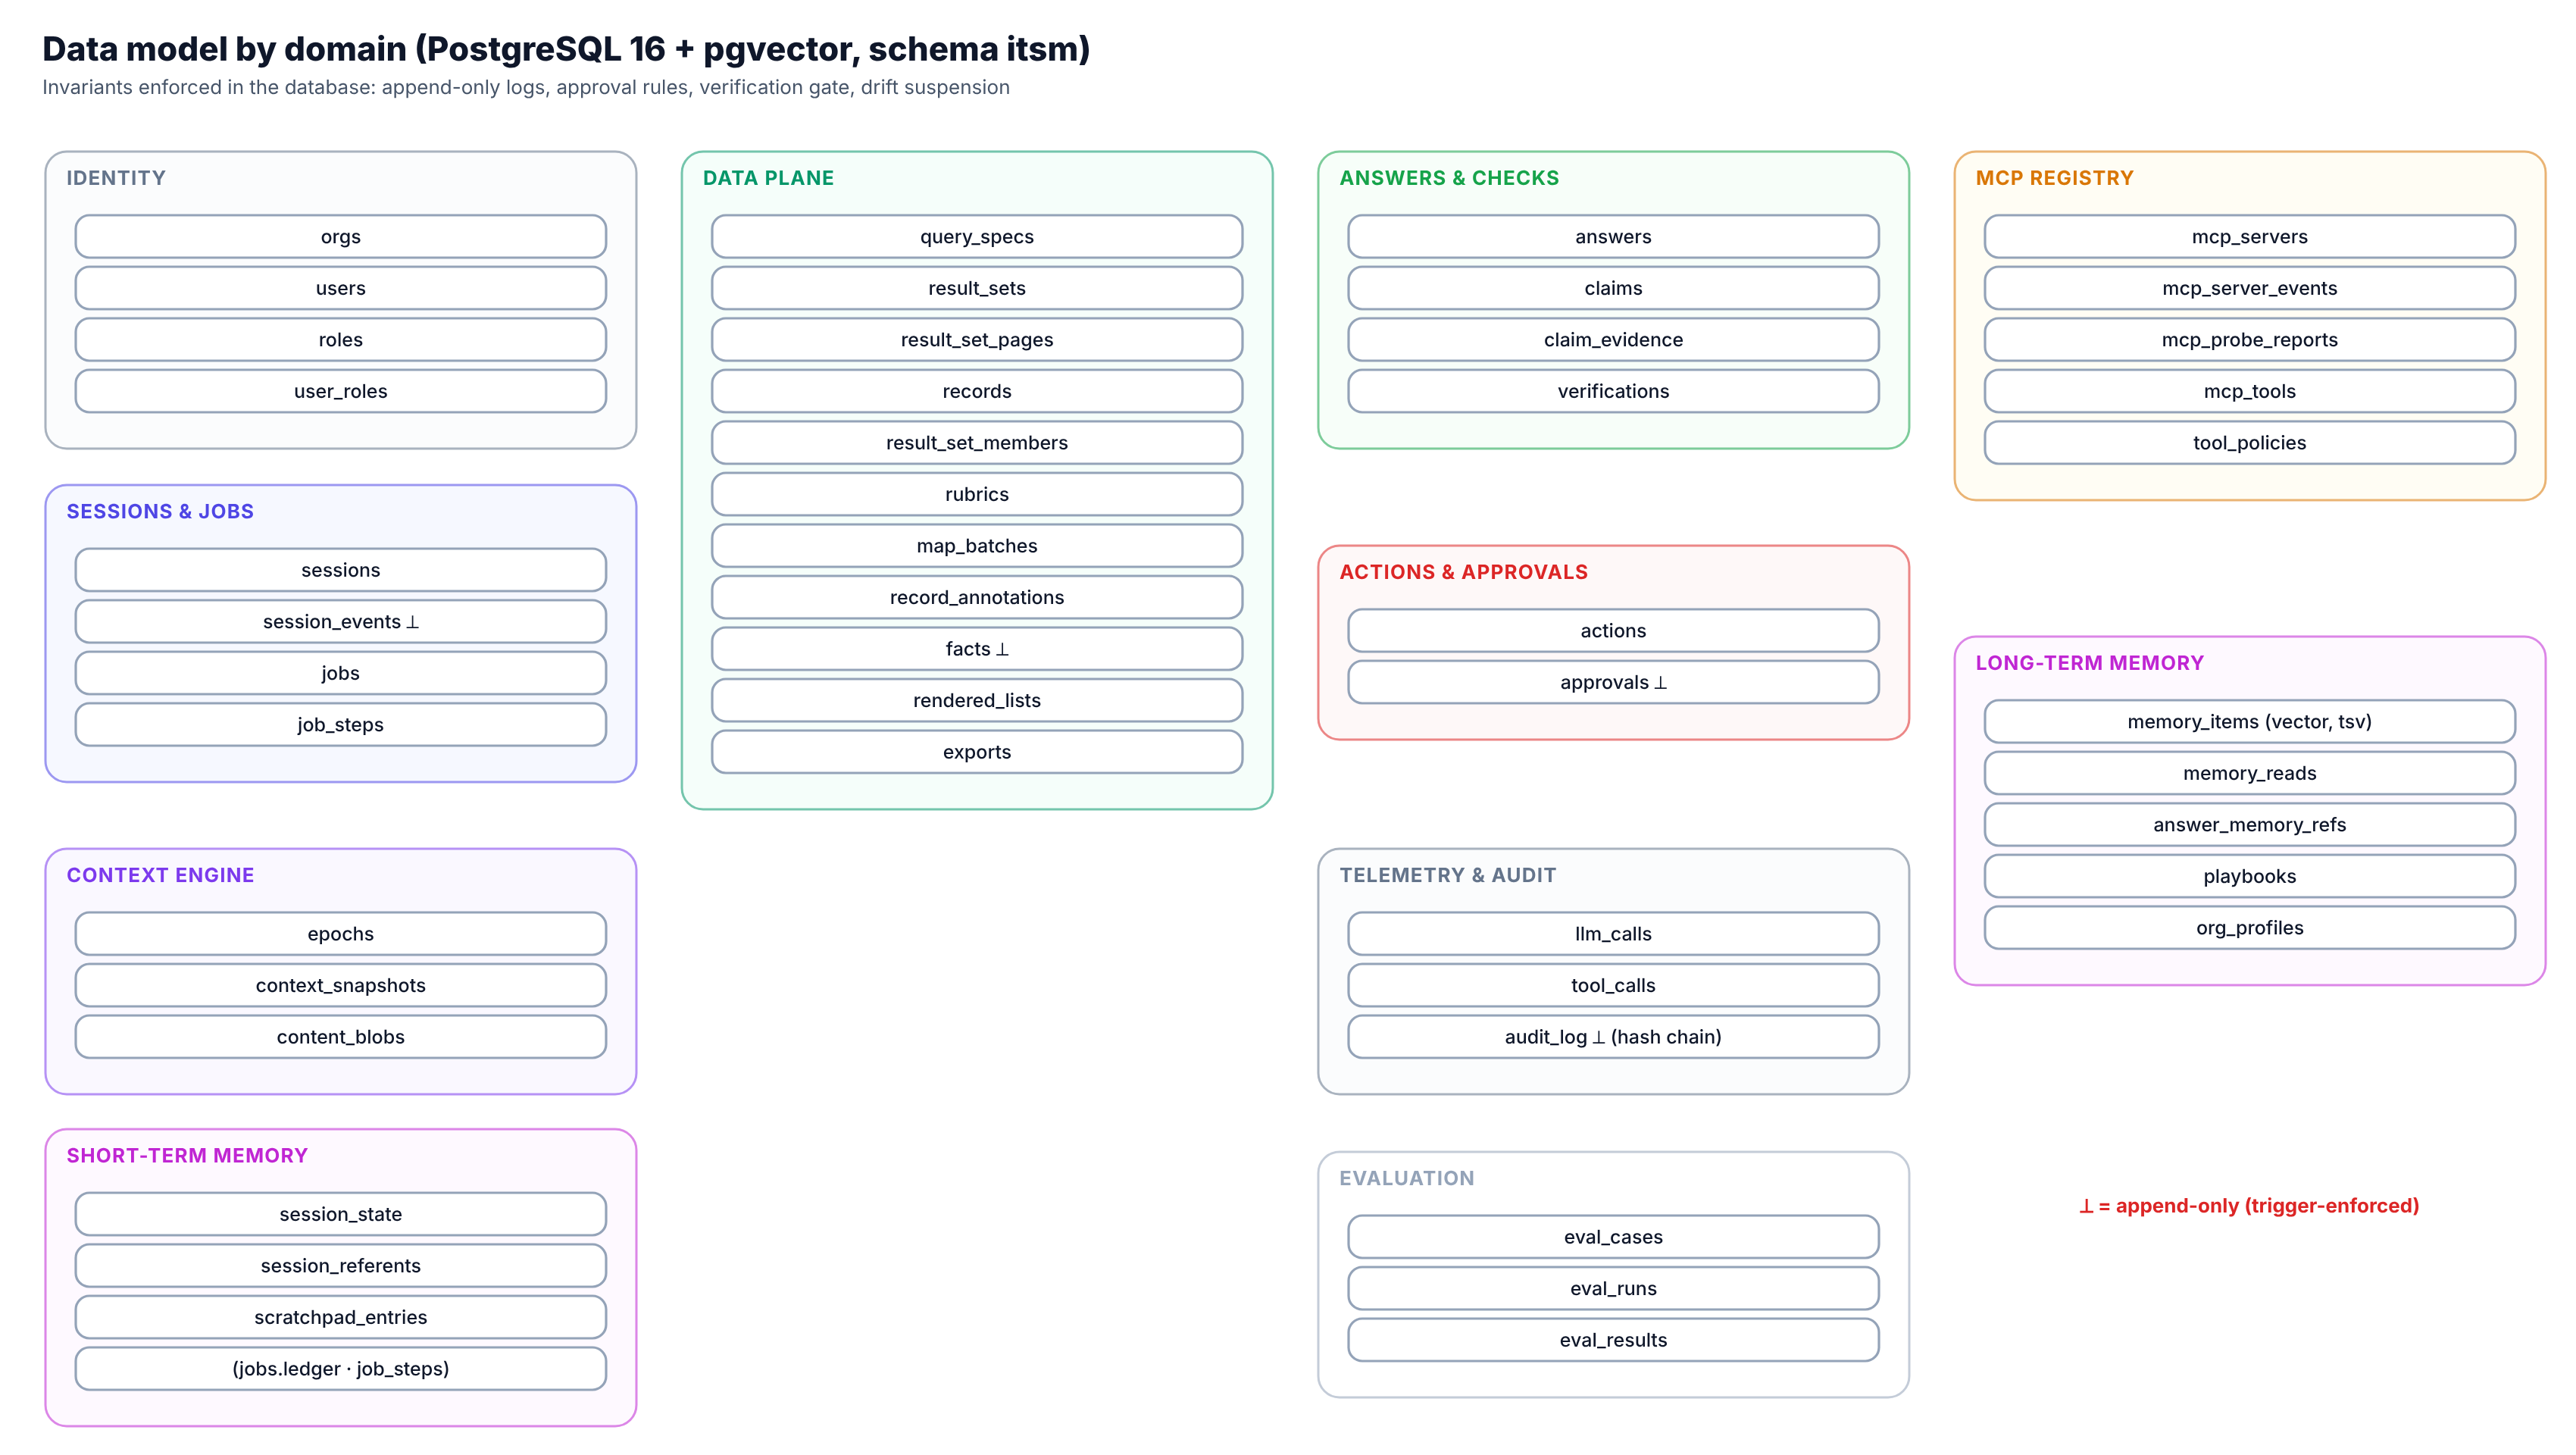 Data model by domain (PostgreSQL 16 + pgvector, schema itsm)
Invariants enforced in the database: append-only logs, approval rules, verification gate, drift suspension
IDENTITY
orgs
users
roles
user_roles
SESSIONS & JOBS
sessions
session_events ⊥
jobs
job_steps
CONTEXT ENGINE
epochs
context_snapshots
content_blobs
SHORT-TERM MEMORY
session_state
session_referents
scratchpad_entries
(jobs.ledger · job_steps)
DATA PLANE
query_specs
result_sets
result_set_pages
records
result_set_members
rubrics
map_batches
record_annotations
facts ⊥
rendered_lists
exports
ANSWERS & CHECKS
answers
claims
claim_evidence
verifications
ACTIONS & APPROVALS
actions
approvals ⊥
TELEMETRY & AUDIT
llm_calls
tool_calls
audit_log ⊥ (hash chain)
EVALUATION
eval_cases
eval_runs
eval_results
MCP REGISTRY
mcp_servers
mcp_server_events
mcp_probe_reports
mcp_tools
tool_policies
LONG-TERM MEMORY
memory_items (vector, tsv)
memory_reads
answer_memory_refs
playbooks
org_profiles
⊥ = append-only (trigger-enforced)